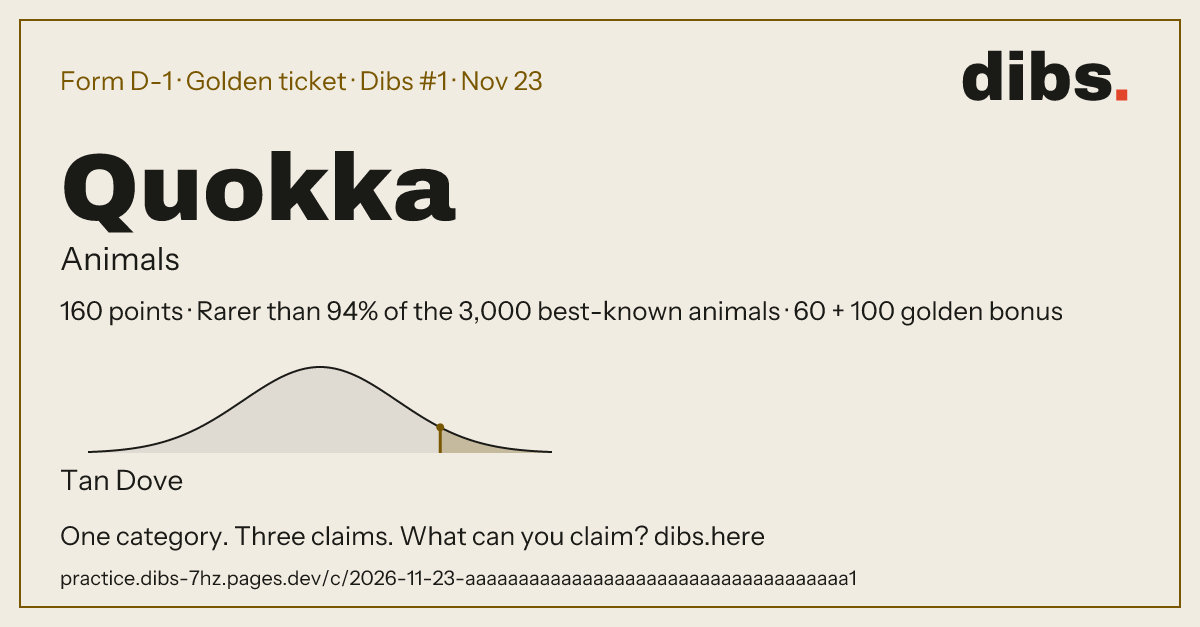 Form D-1 · Golden ticket · Dibs #1 · Nov 23
dibs.
Quokka
Animals
160 points · Rarer than 94% of the 3,000 best-known animals · 60 + 100 golden bonus
Tan Dove
One category. Three claims. What can you claim? dibs.here
practice.dibs-7hz.pages.dev/c/2026-11-23-aaaaaaaaaaaaaaaaaaaaaaaaaaaaaaaaaaa1